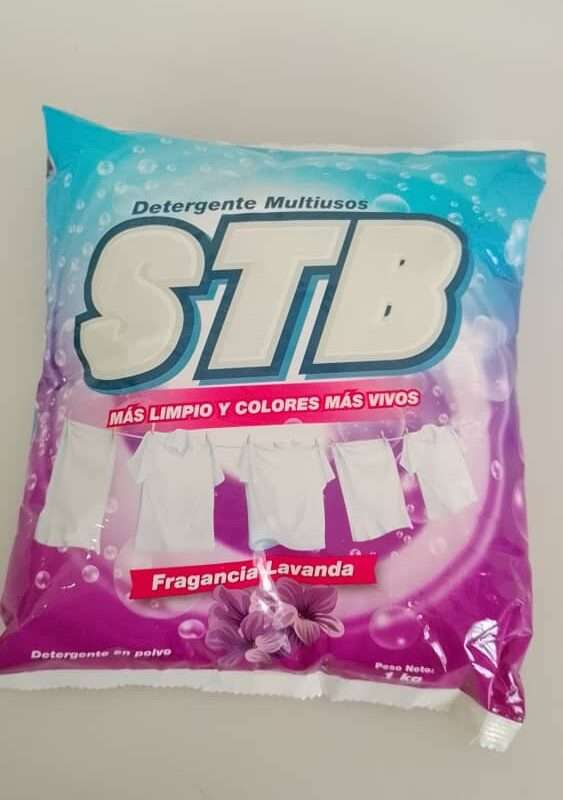 Detergente Multiusos
STB
MÁS LIMPIO Y COLORES MÁS VIVOS
Fragancia Lavanda
Detergente en polvo
Peso Neto:
1 kg